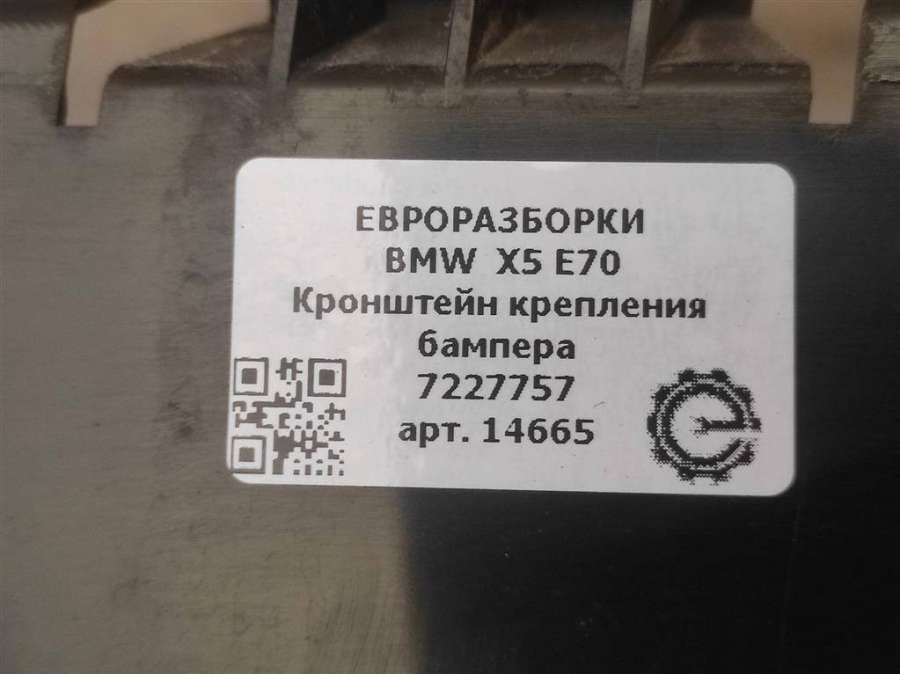 ЕВРОРАЗБОРКИ
BMW X5 E70
Кронштейн крепления
бампера
7227757
арт. 14665